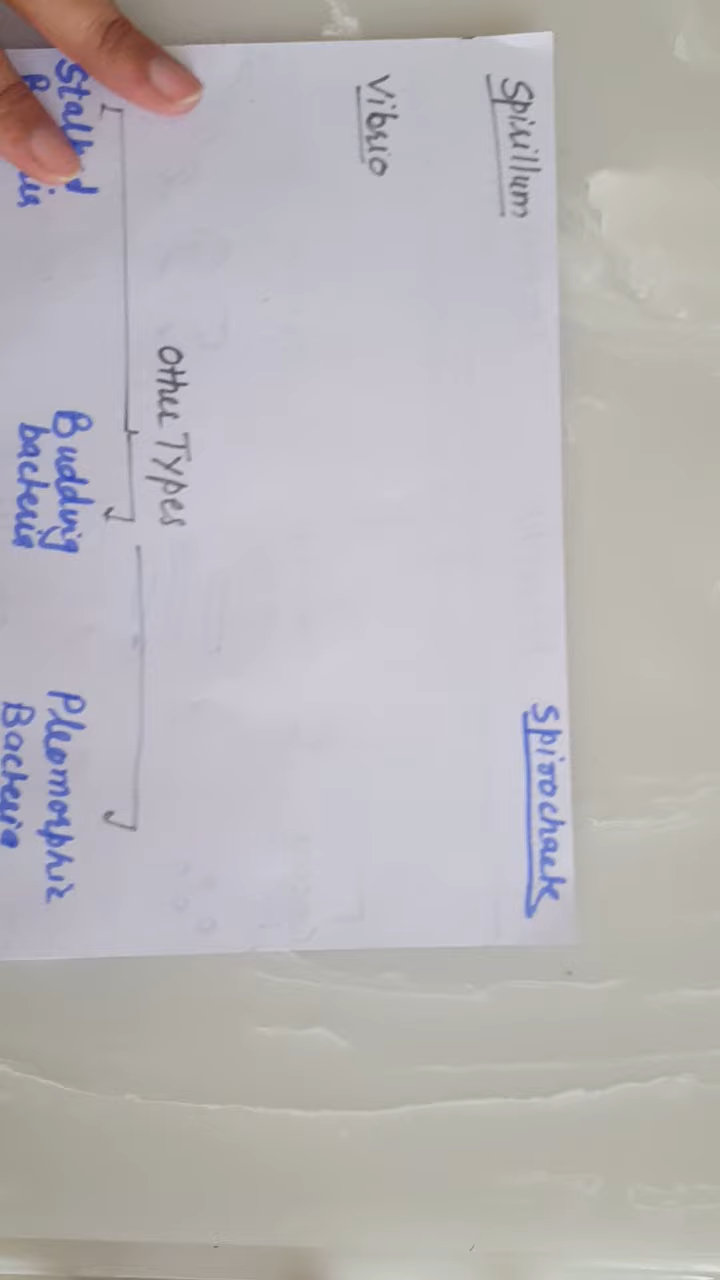 Spirillum
Spirochaete
Vibrio
Other Types
Budding
bacteria
Pleomorphic
Bacteria